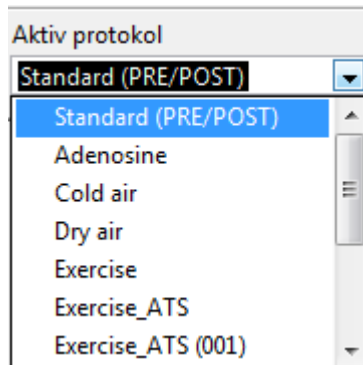 Aktiv protokol
Standard (PRE/POST)
Standard (PRE/POST)
Adenosine
Cold air
Dry air
Exercise
Exercise_ATS
Exercise_ATS (001)